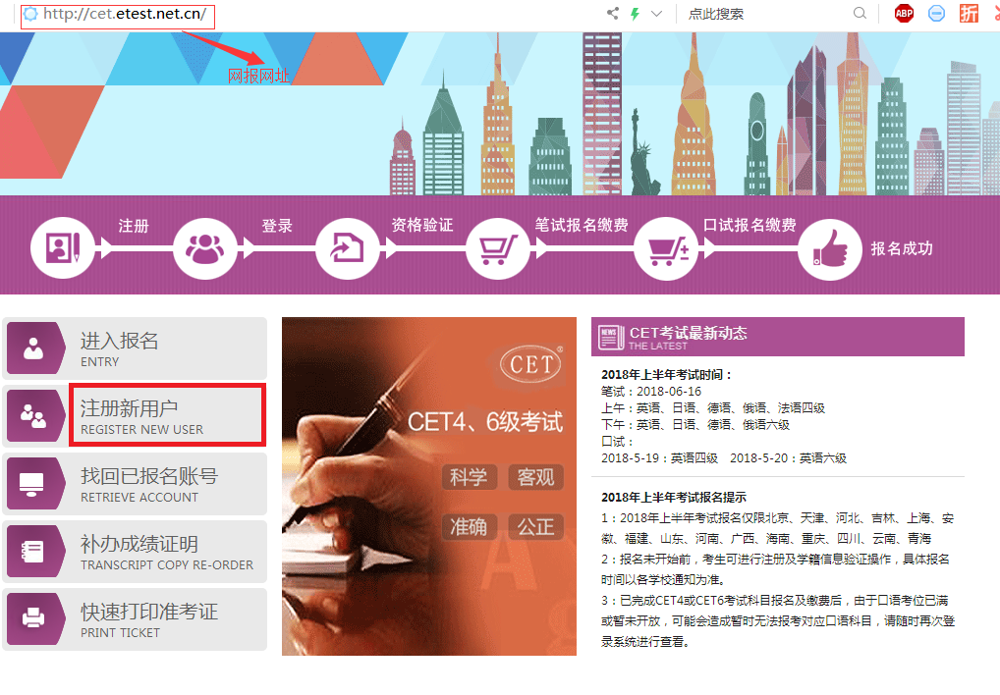 http://cet.etest.net.cn/
点此搜索
ABP
折
网报网址
注册
登录
资格验证
笔试报名缴费
口试报名缴费
报名成功
进入报名
ENTRY
注册新用户
REGISTER NEW USER
找回已报名账号
RETRIEVE ACCOUNT
补办成绩证明
TRANSCRIPT COPY RE-ORDER
快速打印准考证
PRINT TICKET
CET®
CET4、6级考试
科学 客观
准确 公正
A
NEWS
CET考试最新动态
THE LATEST
2018年上半年考试时间：
笔试：2018-06-16
上午：英语、日语、德语、俄语、法语四级
下午：英语、日语、德语、俄语六级
口试：
2018-5-19：英语四级 2018-5-20：英语六级
2018年上半年考试报名提示
1：2018年上半年考试报名仅限北京、天津、河北、吉林、上海、安
徽、福建、山东、河南、广西、海南、重庆、四川、云南、青海
2：报名未开始前，考生可进行注册及学籍信息验证操作，具体报名
时间以各学校通知为准。
3：已完成CET4或CET6考试科目报名及缴费后，由于口语考位已满
或暂未开放，可能会造成暂时无法报考对应口语科目，请随时再次登
录系统进行查看。